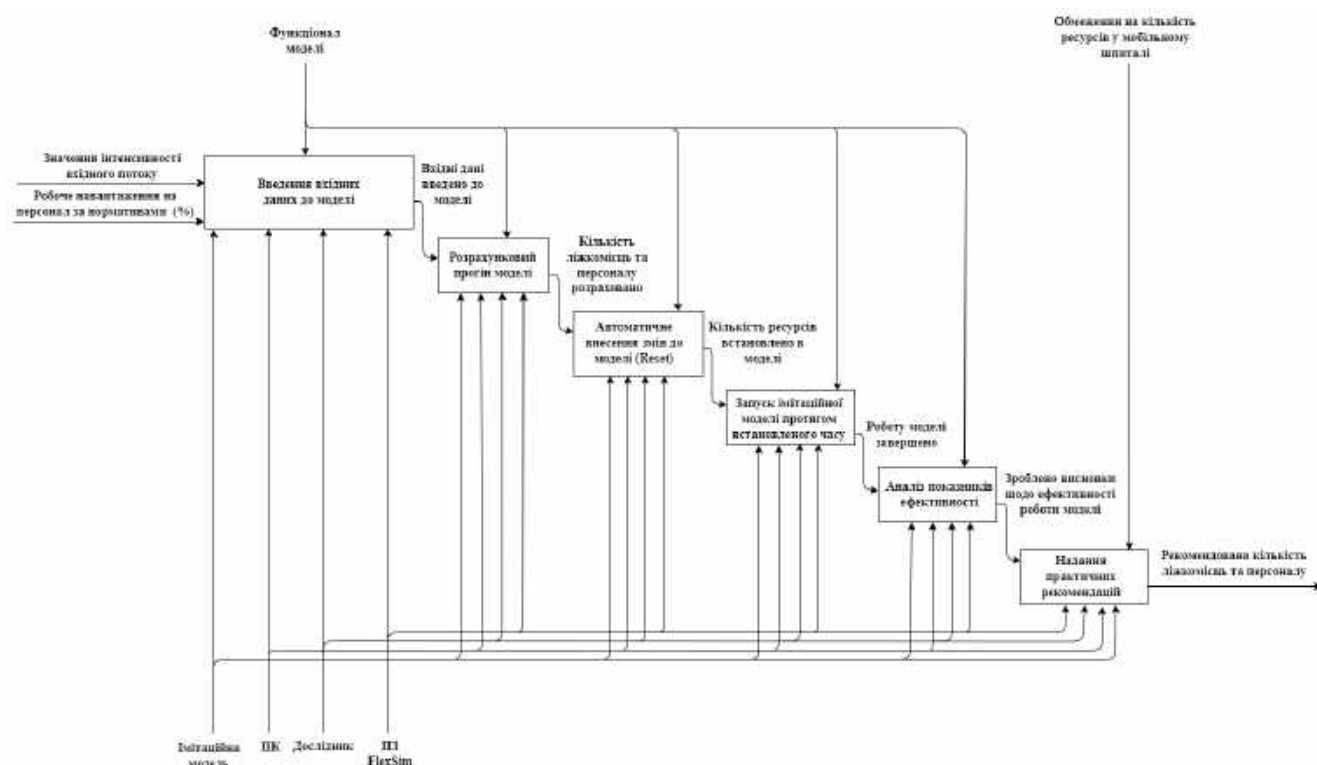 Функціонал
моделі
Обмеження на кількість
ресурсів у мобільному
шпиталі
Значення інтенсивності
вхідного потоку
Робоче навантаження на
персонал за нормативами (%)
Введення вхідних
даних до моделі
Вхідні дані
введено до
моделі
Розрахунковий
прогін моделі
Кількість
ліжкомісць та
персоналу
розраховано
Автоматичне
внесення змін до
моделі (Reset)
Кількість ресурсів
встановлено в
моделі
Запуск імітаційної
моделі протягом
встановленого часу
Роботу моделі
завершено
Аналіз показників
ефективності
Зроблено висновки
щодо ефективності
роботи моделі
Надання
практичних
рекомендацій
Рекомендована кількість
ліжкомісць та персоналу
Імітаційна
модель
ПК
Дослідник
ПЗ
FlexSim